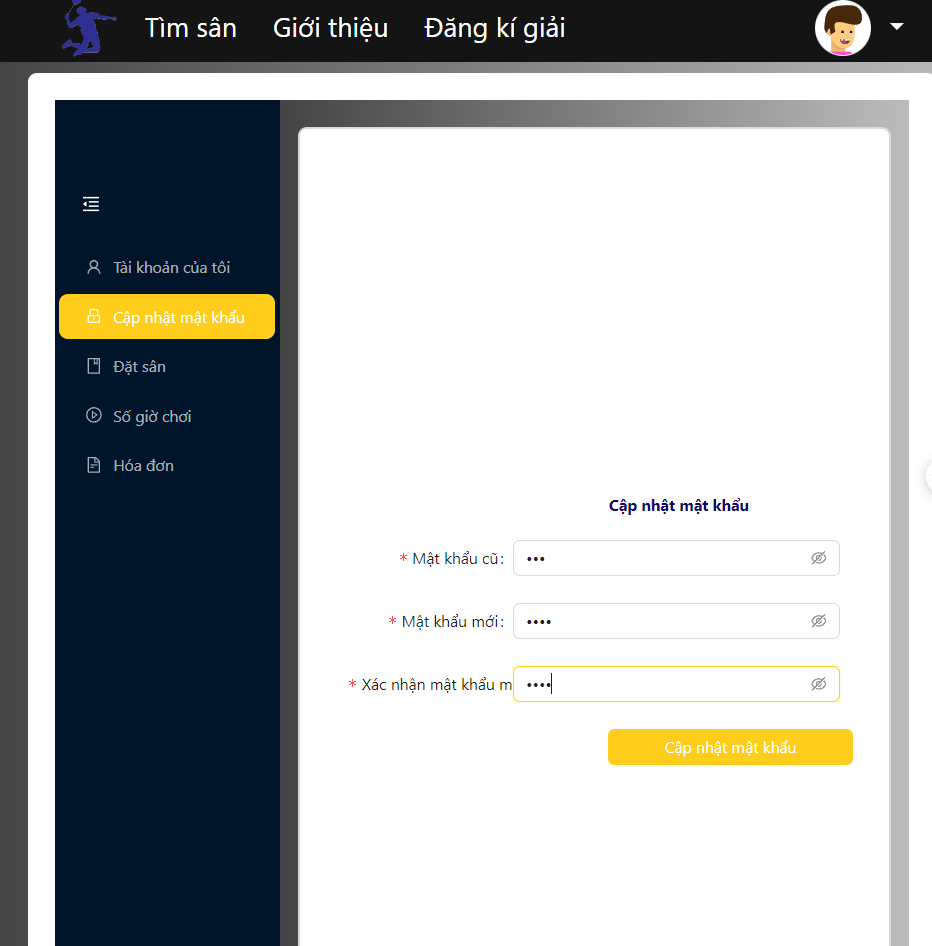 Tìm sân Giới thiệu Đăng kí giải
Tài khoản của tôi
Cập nhật mật khẩu
Đặt sân
Số giờ chơi
Hóa đơn
Cập nhật mật khẩu
* Mật khẩu cũ:
* Mật khẩu mới:
* Xác nhận mật khẩu m
Cập nhật mật khẩu